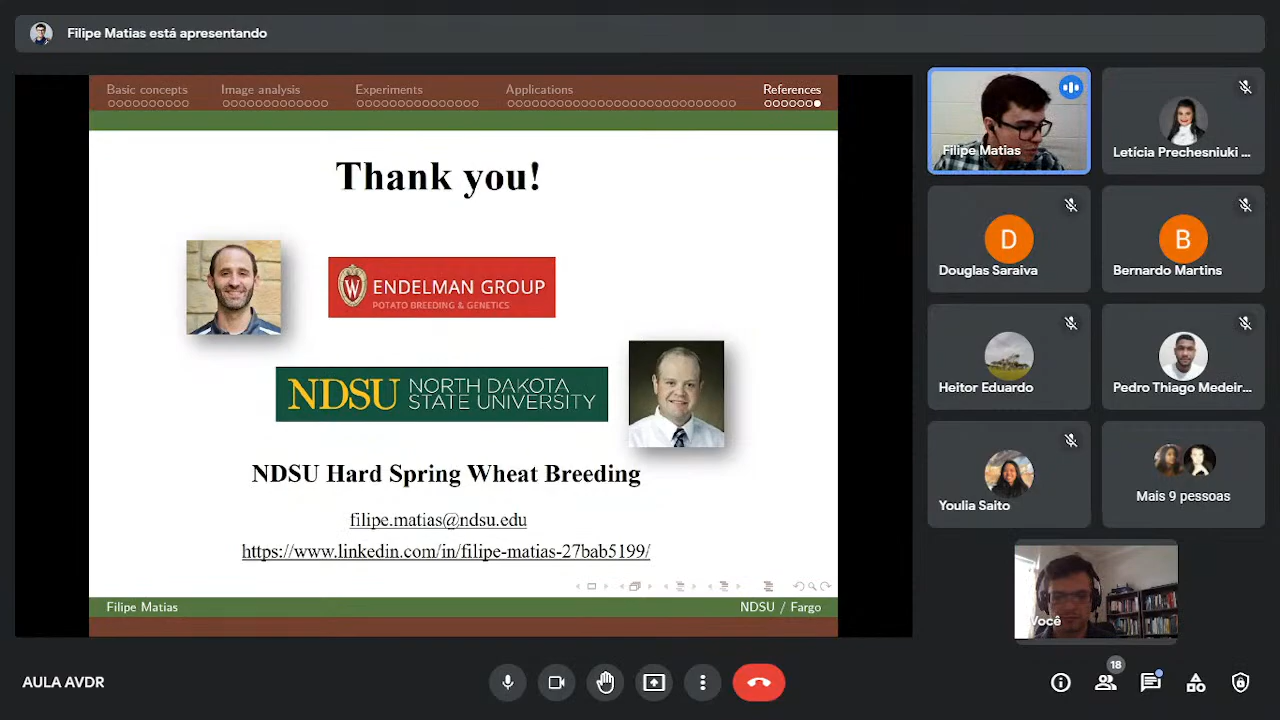 Filipe Matias está apresentando
Basic concepts
Image analysis
Experiments
Applications
References
Thank you!
W
ENDELMAN GROUP
POTATO BREEDING & GENETICS
NDSU NORTH DAKOTA
STATE UNIVERSITY
NDSU Hard Spring Wheat Breeding
filipe.matias@ndsu.edu
https://www.linkedin.com/in/filipe-matias-27bab5199/
Filipe Matias
NDSU / Fargo
Filipe Matias
Letícia Prechesniuki ...
D
Douglas Saraiva
B
Bernardo Martins
Heitor Eduardo
Pedro Thiago Medeir...
Youlia Saito
Mais 9 pessoas
Você
AULA AVDR
18